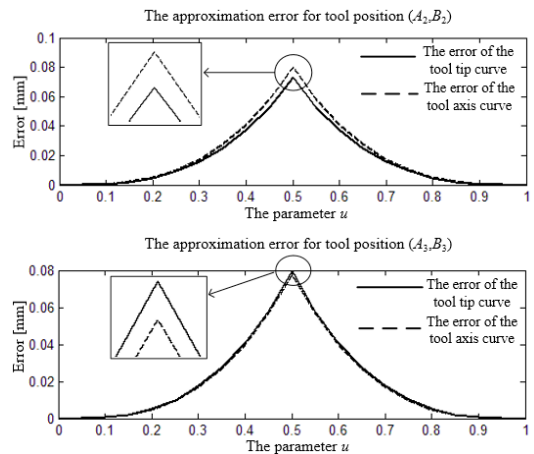 The approximation error for tool position (A2,B2)
0.1
0.08
0.06
0.04
0.02
0
Error [mm]
The error of the
tool tip curve
The error of the
tool axis curve
0 0.1 0.2 0.3 0.4 0.5 0.6 0.7 0.8 0.9 1
The parameter u
The approximation error for tool position (A3,B3)
0.08
0.06
0.04
0.02
0
Error [mm]
The error of the
tool tip curve
The error of the
tool axis curve
0 0.1 0.2 0.3 0.4 0.5 0.6 0.7 0.8 0.9 1
The parameter u